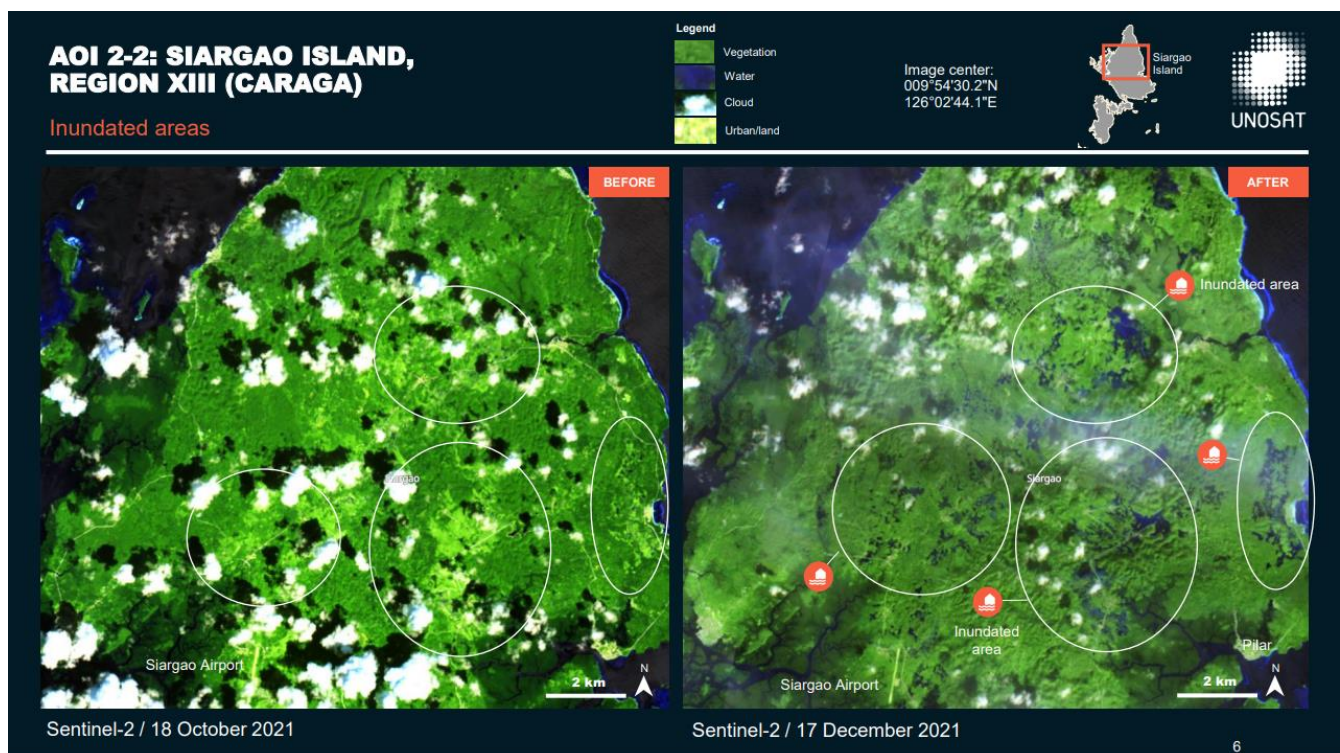 AOI 2-2: SIARGAO ISLAND,
REGION XIII (CARAGA)
Inundated areas
Legend
Vegetation
Water
Cloud
Urban/land
Image center:
009°54'30.2"N
126°02'44.1"E
Siargao
Island
UNOSAT
BEFORE
Siargao
Siargao Airport
N
2 km
Sentinel-2 / 18 October 2021
AFTER
Inundated area
Siargao
Inundated
area
Pilar
Siargao Airport
N
2 km
Sentinel-2 / 17 December 2021
6